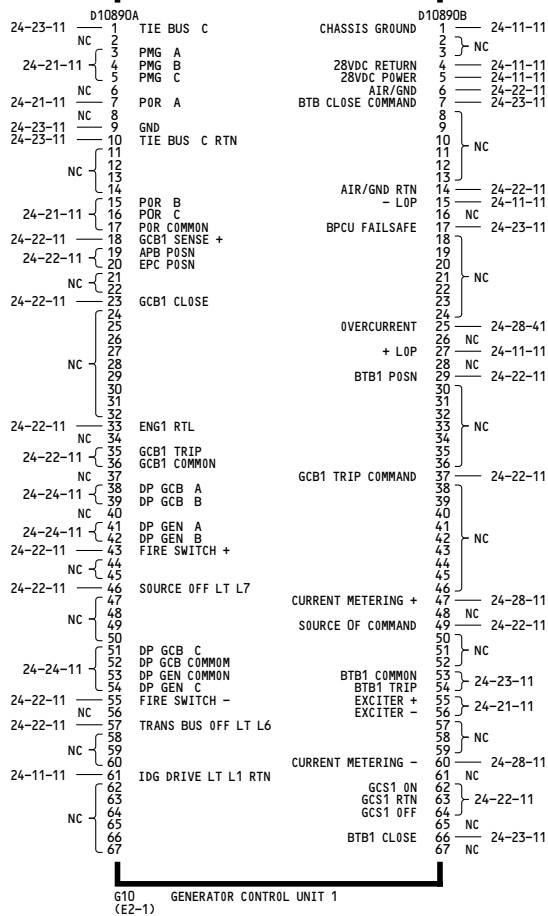 D10890A
24-23-11 1 TIE BUS C
NC 2
3 PMG A
24-21-11 4 PMG B
5 PMG C
NC 6
24-21-11 7 POR A
NC 8
24-23-11 9 GND
24-23-11 10 TIE BUS C RTN
11
12
NC
13
14
15 POR B
24-21-11 16 POR C
17 POR COMMON
24-22-11 18 GCB1 SENSE +
19 APB POSN
24-22-11
20 EPC POSN
21
NC
22
24-22-11 23 GCB1 CLOSE
24
25
26
27
NC 28
29
30
31
32
24-22-11 33 ENG1 RTL
NC 34
35 GCB1 TRIP
24-22-11
36 GCB1 COMMON
NC 37
38 DP GCB A
24-24-11
39 DP GCB B
NC 40
41 DP GEN A
24-24-11
42 DP GEN B
24-22-11 43 FIRE SWITCH +
44
NC
45
24-22-11 46 SOURCE OFF LT L7
47
48
NC
49
50
51 DP GCB C
52 DP GCB COMMOM
24-24-11
53 DP GEN COMMON
54 DP GEN C
24-22-11 55 FIRE SWITCH -
NC 56
24-22-11 57 TRANS BUS OFF LT L6
58
NC 59
60
24-11-11 61 IDG DRIVE LT L1 RTN
62
63
64
NC
65
66
67
D10890B
CHASSIS GROUND 1 24-11-11
2
NC
3
28VDC RETURN 4 24-11-11
28VDC POWER 5 24-11-11
AIR/GND 6 24-22-11
BTB CLOSE COMMAND 7 24-23-11
8
9
10
NC
11
12
13
AIR/GND RTN 14 24-22-11
- LOP 15 24-11-11
16 NC
BPCU FAILSAFE 17 24-23-11
18
19
20
21 NC
22
23
24
OVERCURRENT 25 24-28-41
26 NC
+ LOP 27 24-11-11
28 NC
BTB1 POSN 29 24-22-11
30
31
32
33 NC
34
35
36
GCB1 TRIP COMMAND 37 24-22-11
38
39
40
41
42 NC
43
44
45
46
CURRENT METERING + 47 24-28-11
48 NC
SOURCE OF COMMAND 49 24-22-11
50
51 NC
52
BTB1 COMMON 53
24-23-11
BTB1 TRIP 54
EXCITER + 55
24-21-11
EXCITER - 56
57
58 NC
59
CURRENT METERING - 60 24-28-11
61 NC
GCS1 ON 62
GCS1 RTN 63 24-22-11
GCS1 OFF 64
65 NC
BTB1 CLOSE 66 24-23-11
67 NC
G10 GENERATOR CONTROL UNIT 1
(E2-1)